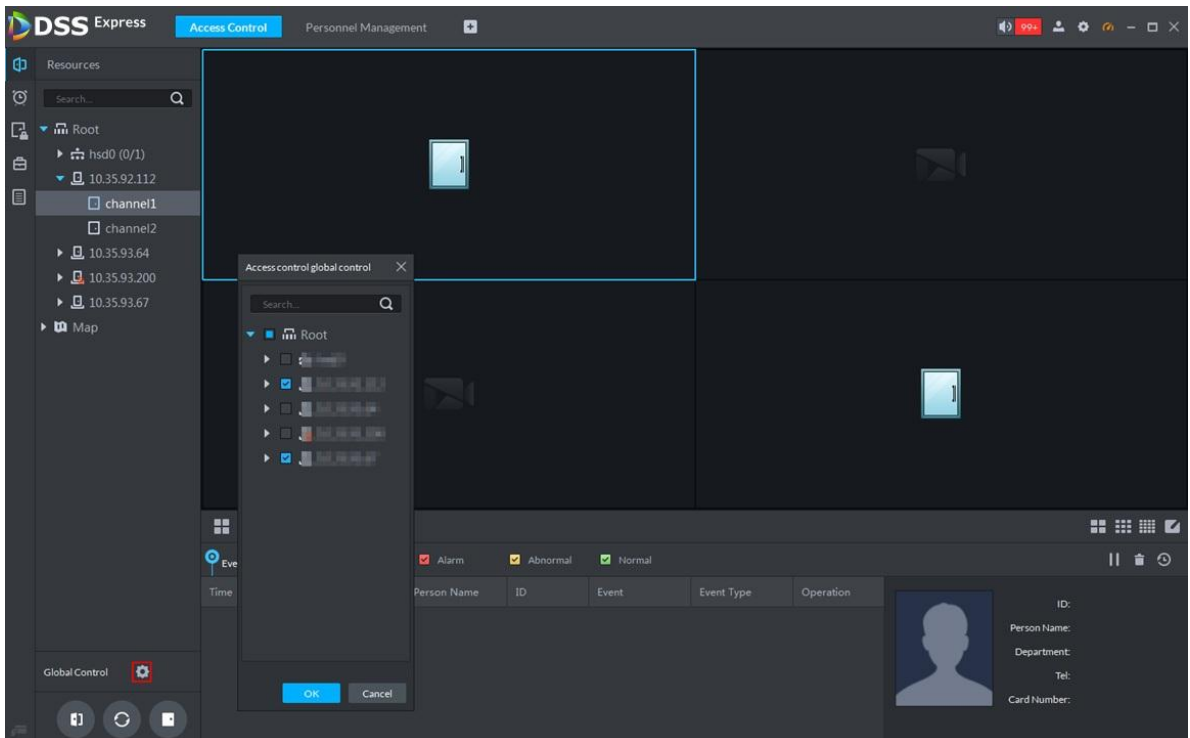 DSS Express
Access Control
Personnel Management
99+
Resources
Search...
Root
hsd0 (0/1)
10.35.92.112
channel1
channel2
10.35.93.64
10.35.93.200
10.35.93.67
Map
Access control global control
Search...
Root
OK
Cancel
Eve
Alarm
Abnormal
Normal
Time
Person Name
ID
Event
Event Type
Operation
ID:
Person Name:
Department:
Tel:
Card Number:
Global Control